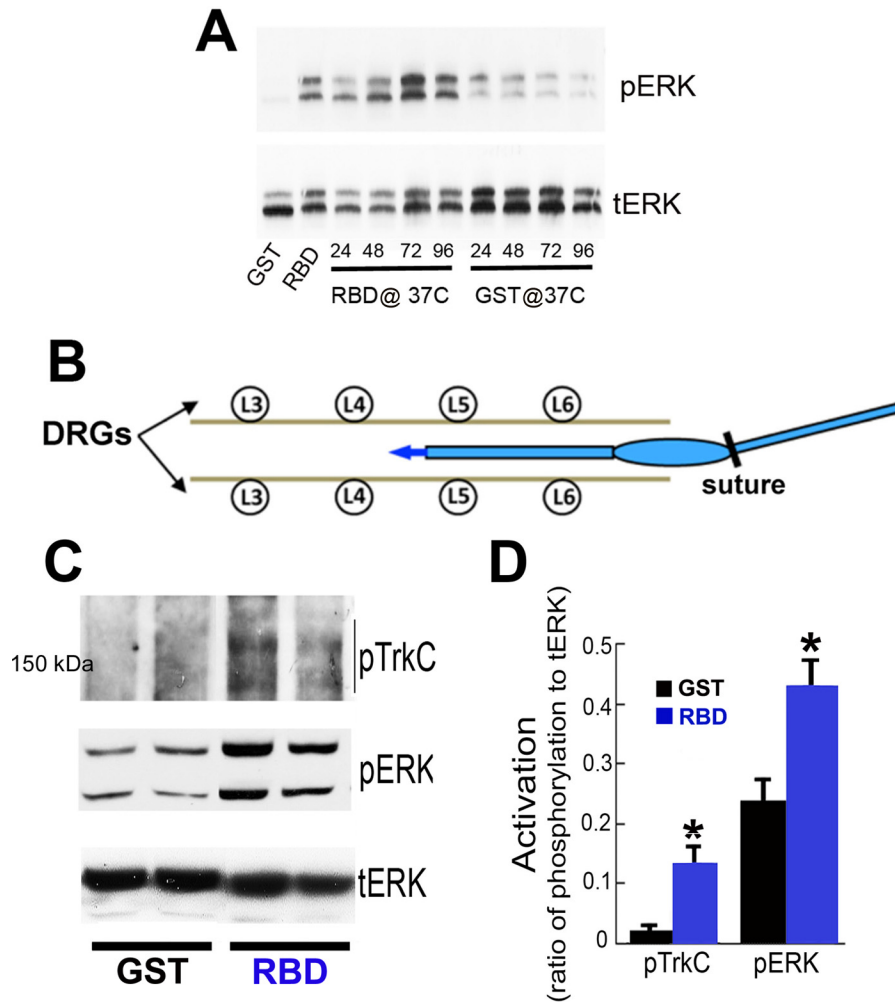 A
pERK
tERK
GST
RBD
24 48 72 96 24 48 72 96
RBD@ 37C GST@37C
B
DRGs
L3 L4 L5 L6
L3 L4 L5 L6
suture
C
150 kDa
pTrkC
pERK
tERK
GST RBD
D
Activation
(ratio of phosphorylation to tERK)
0.5
0.4
0.3
0.2
0.1
0
GST
RBD
*
*
pTrkC pERK